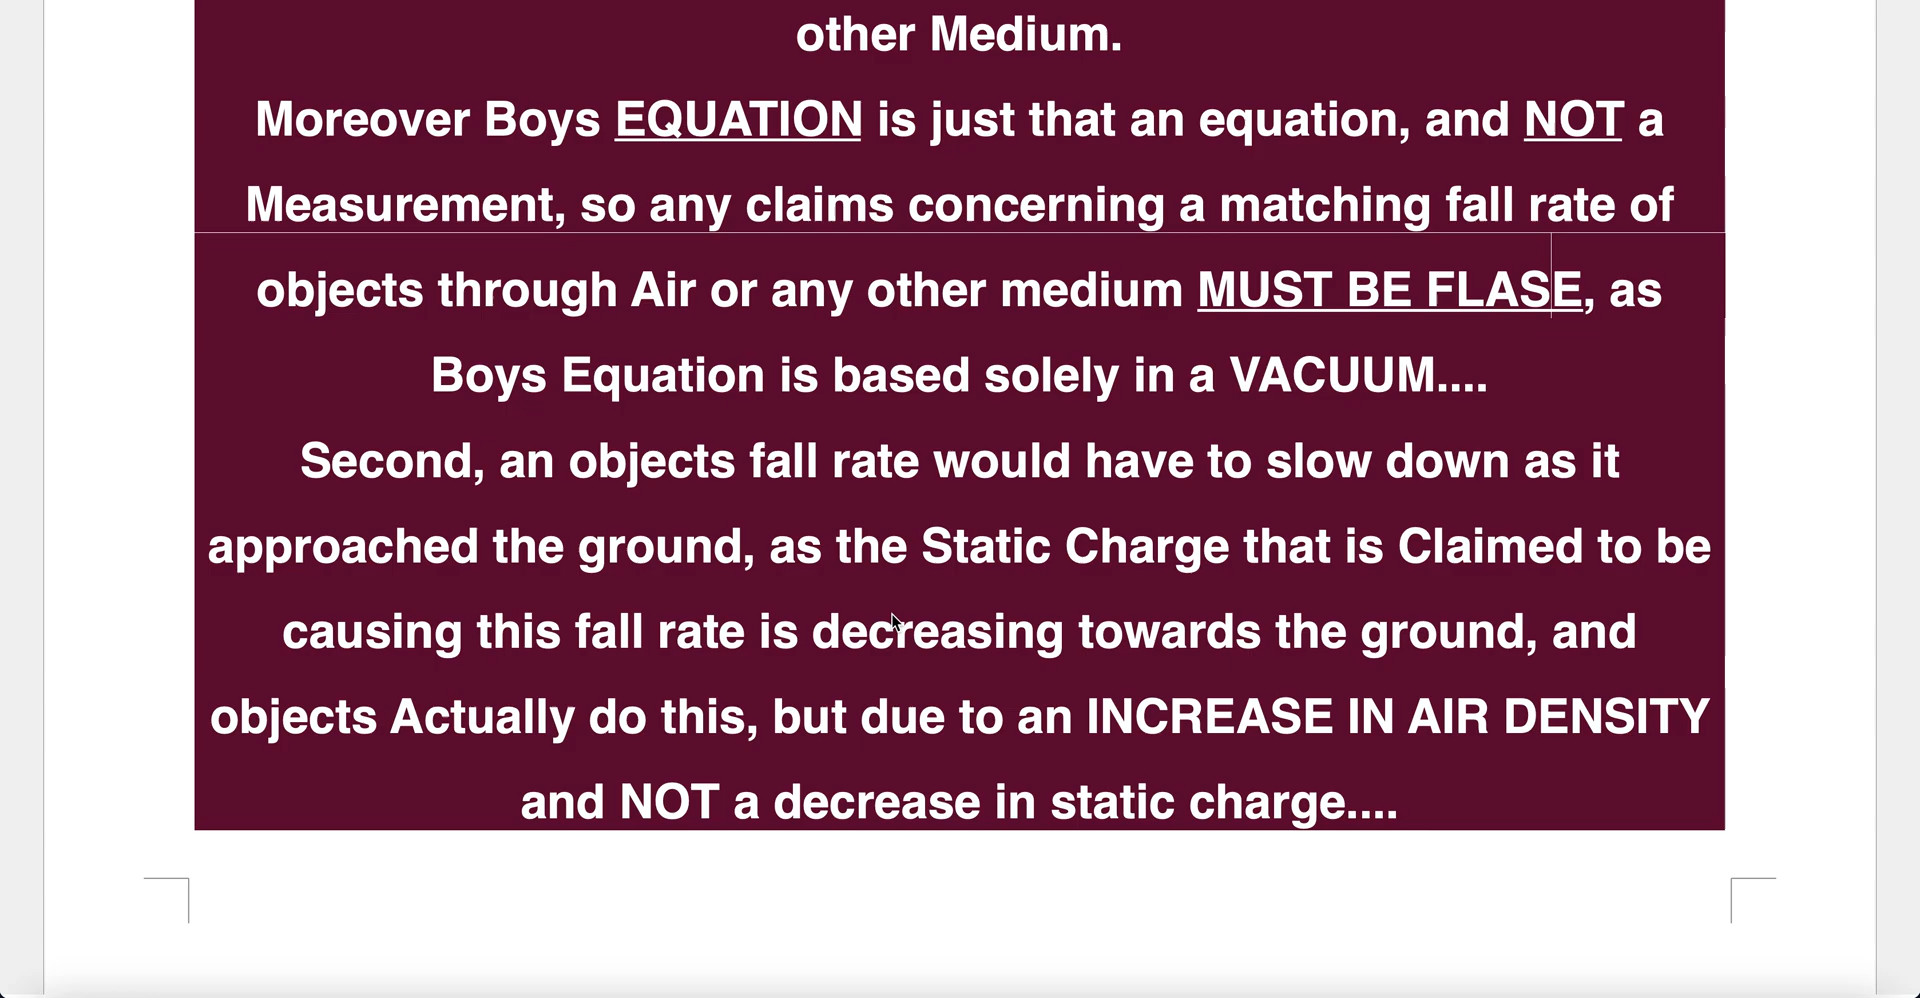 other Medium.
Moreover Boys EQUATION is just that an equation, and NOT a
Measurement, so any claims concerning a matching fall rate of
objects through Air or any other medium MUST BE FLASE, as
Boys Equation is based solely in a VACUUM....
Second, an objects fall rate would have to slow down as it
approached the ground, as the Static Charge that is Claimed to be
causing this fall rate is decreasing towards the ground, and
objects Actually do this, but due to an INCREASE IN AIR DENSITY
and NOT a decrease in static charge....